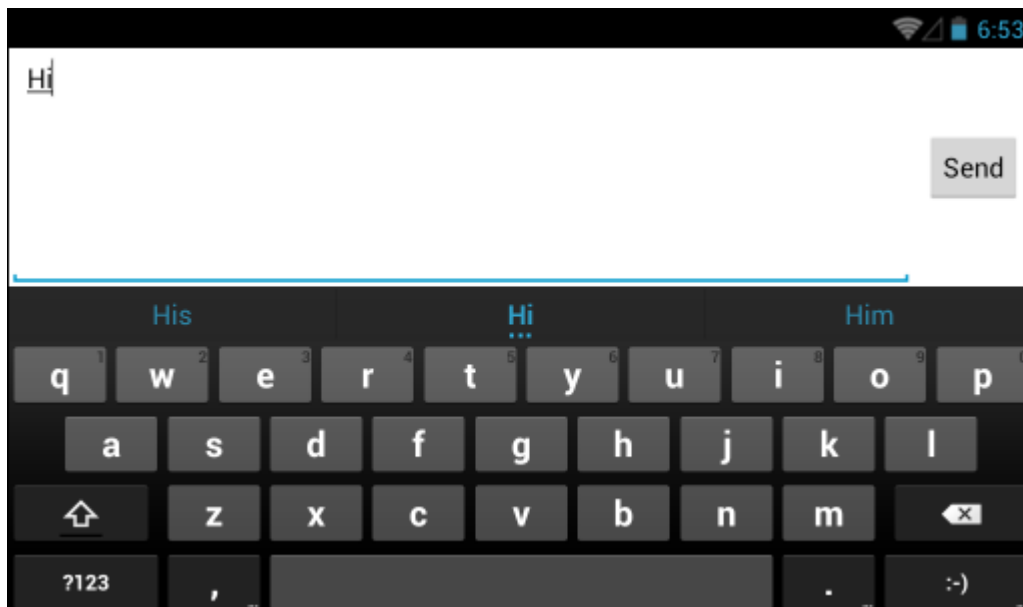 6:53
Hi
Send
His Hi Him
q 1 w 2 e 3 r 4 t 5 y 6 u 7 i 8 o 9 p
a s d f g h j k l
z x c v b n m
?123 , . :-)